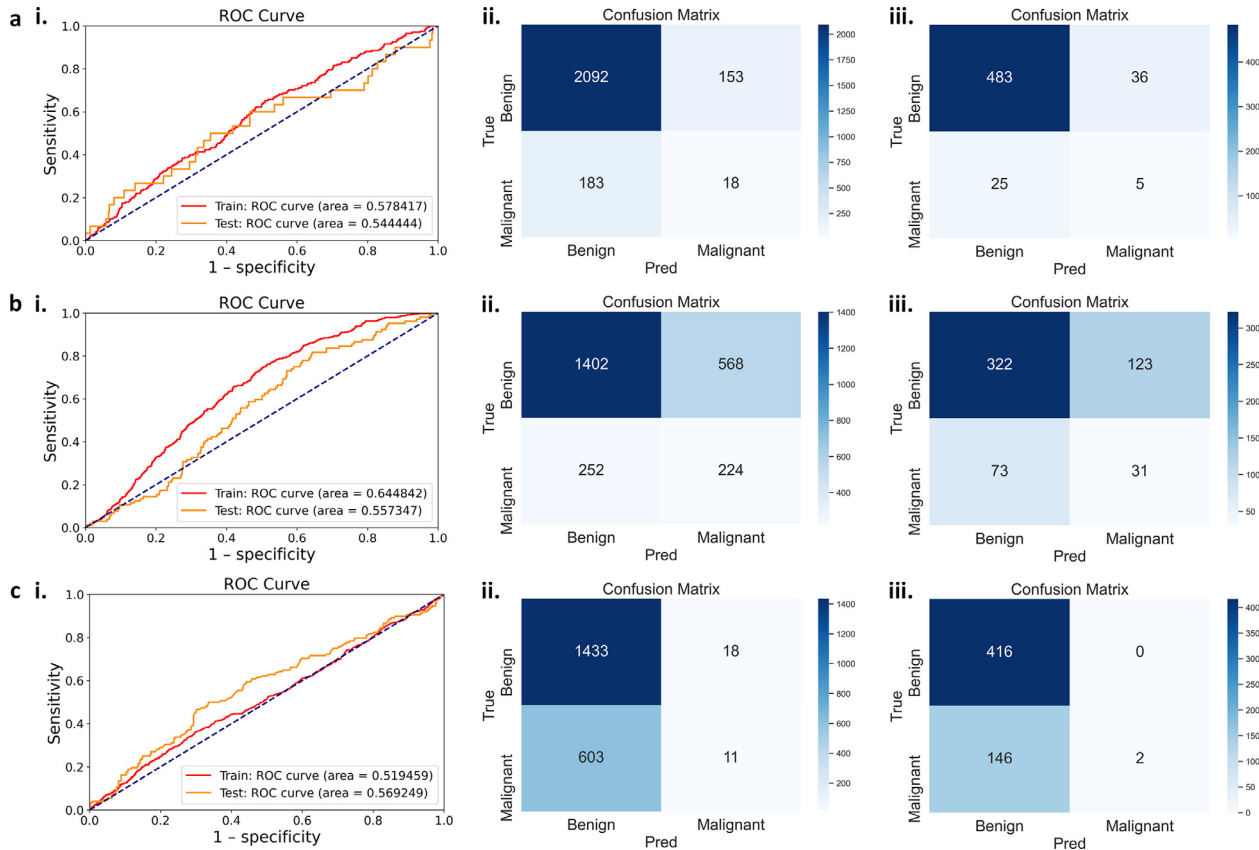 a i.
ROC Curve
1.0
0.8
0.6
0.4
0.2
0.0
Sensitivity
Train: ROC curve (area = 0.578417)
Test: ROC curve (area = 0.544444)
0.0 0.2 0.4 0.6 0.8 1.0
1 – specificity
ii.
Confusion Matrix
True
Benign
Malignant
2092 153
183 18
Benign Malignant
Pred
2000
1750
1500
1250
1000
750
500
250
iii.
Confusion Matrix
True
Benign
Malignant
483 36
25 5
Benign Malignant
Pred
400
300
200
100
b i.
ROC Curve
1.0
0.8
0.6
0.4
0.2
0.0
Sensitivity
Train: ROC curve (area = 0.644842)
Test: ROC curve (area = 0.557347)
0.0 0.2 0.4 0.6 0.8 1.0
1 – specificity
ii.
Confusion Matrix
True
Benign
Malignant
1402 568
252 224
Benign Malignant
Pred
1400
1200
1000
800
600
400
iii.
Confusion Matrix
True
Benign
Malignant
322 123
73 31
Benign Malignant
Pred
300
250
200
150
100
50
c i.
ROC Curve
1.0
0.8
0.6
0.4
0.2
0.0
Sensitivity
Train: ROC curve (area = 0.519459)
Test: ROC curve (area = 0.569249)
0.0 0.2 0.4 0.6 0.8 1.0
1 – specificity
ii.
Confusion Matrix
True
Benign
Malignant
1433 18
603 11
Benign Malignant
Pred
1400
1200
1000
800
600
400
200
iii.
Confusion Matrix
True
Benign
Malignant
416 0
146 2
Benign Malignant
Pred
400
350
300
250
200
150
100
50
0